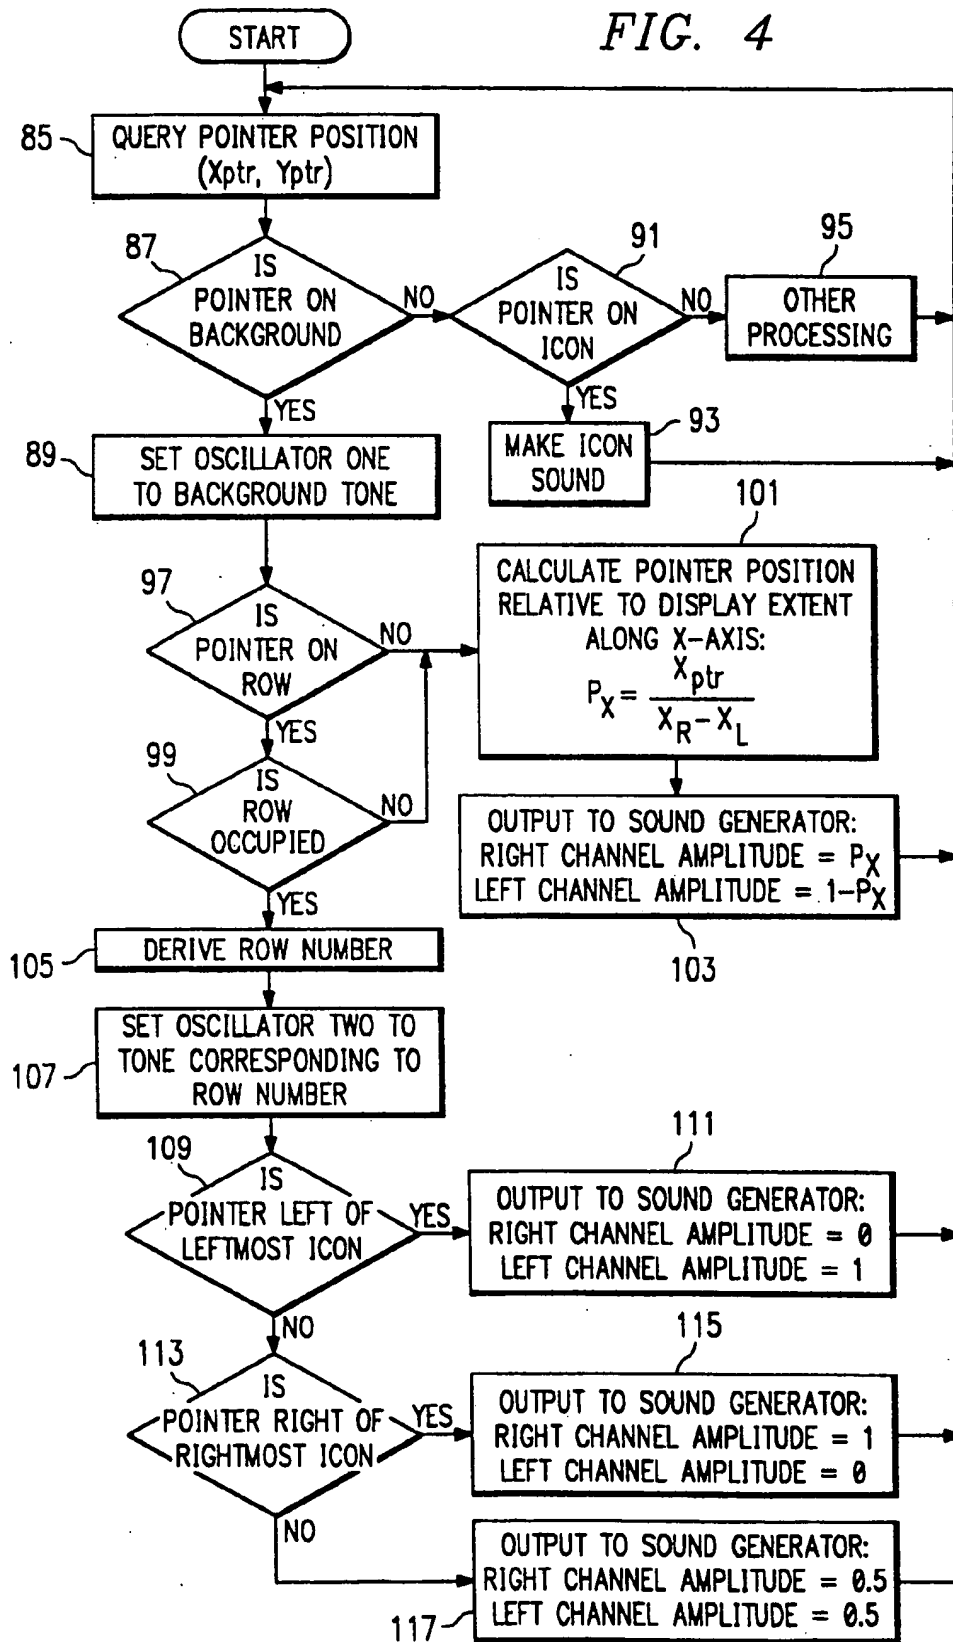 START
FIG. 4
85
QUERY POINTER POSITION
(Xptr, Yptr)
87
IS
POINTER ON
BACKGROUND
NO
YES
91
IS
POINTER ON
ICON
NO
YES
95
OTHER
PROCESSING
93
MAKE ICON
SOUND
89
SET OSCILLATOR ONE
TO BACKGROUND TONE
97
IS
POINTER ON
ROW
NO
YES
99
IS
ROW
OCCUPIED
NO
YES
101
CALCULATE POINTER POSITION
RELATIVE TO DISPLAY EXTENT
ALONG X-AXIS:
P_X = X_ptr / (X_R - X_L)
OUTPUT TO SOUND GENERATOR:
RIGHT CHANNEL AMPLITUDE = P_X
LEFT CHANNEL AMPLITUDE = 1-P_X
103
105
DERIVE ROW NUMBER
107
SET OSCILLATOR TWO TO
TONE CORRESPONDING TO
ROW NUMBER
109
IS
POINTER LEFT OF
LEFTMOST ICON
YES
NO
111
OUTPUT TO SOUND GENERATOR:
RIGHT CHANNEL AMPLITUDE = 0
LEFT CHANNEL AMPLITUDE = 1
113
IS
POINTER RIGHT OF
RIGHTMOST ICON
YES
NO
115
OUTPUT TO SOUND GENERATOR:
RIGHT CHANNEL AMPLITUDE = 1
LEFT CHANNEL AMPLITUDE = 0
OUTPUT TO SOUND GENERATOR:
RIGHT CHANNEL AMPLITUDE = 0.5
LEFT CHANNEL AMPLITUDE = 0.5
117